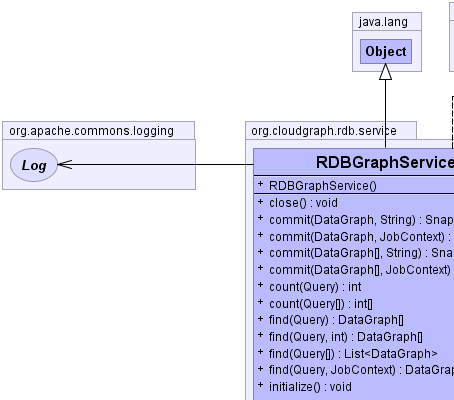 java.lang
Object
org.apache.commons.logging
Log
org.cloudgraph.rdb.service
RDBGraphService
+ RDBGraphService()
+ close() : void
+ commit(DataGraph, String) : Snap
+ commit(DataGraph, JobContext) :
+ commit(DataGraph[], String) : Sna
+ commit(DataGraph[], JobContext)
+ count(Query) : int
+ count(Query[]) : int[]
+ find(Query) : DataGraph[]
+ find(Query, int) : DataGraph[]
+ find(Query[]) : List<DataGraph>
+ find(Query, JobContext) : DataGra
+ initialize() : void